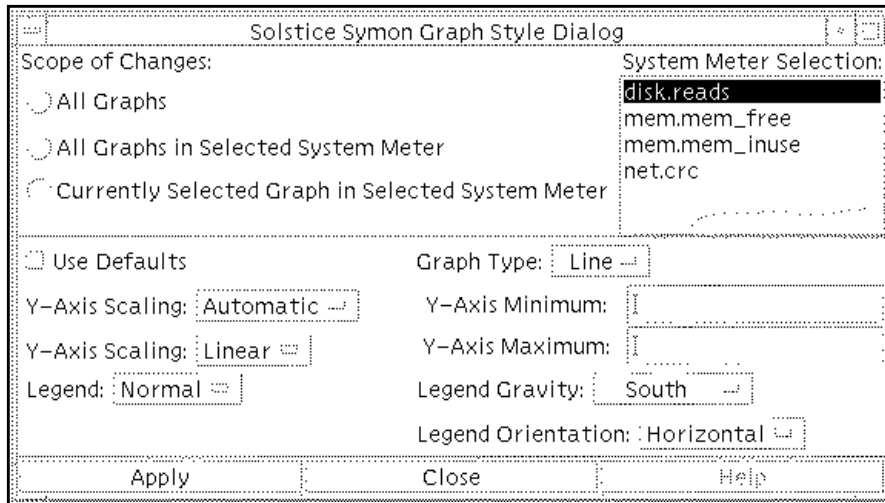 Solstice Symon Graph Style Dialog
Scope of Changes:
System Meter Selection:
All Graphs
All Graphs in Selected System Meter
Currently Selected Graph in Selected System Meter
disk.reads
mem.mem_free
mem.mem_inuse
net.crc
Use Defaults
Graph Type: Line
Y-Axis Scaling: Automatic
Y-Axis Minimum:
Y-Axis Scaling: Linear
Y-Axis Maximum:
Legend: Normal
Legend Gravity: South
Legend Orientation: Horizontal
Apply
Close
Help